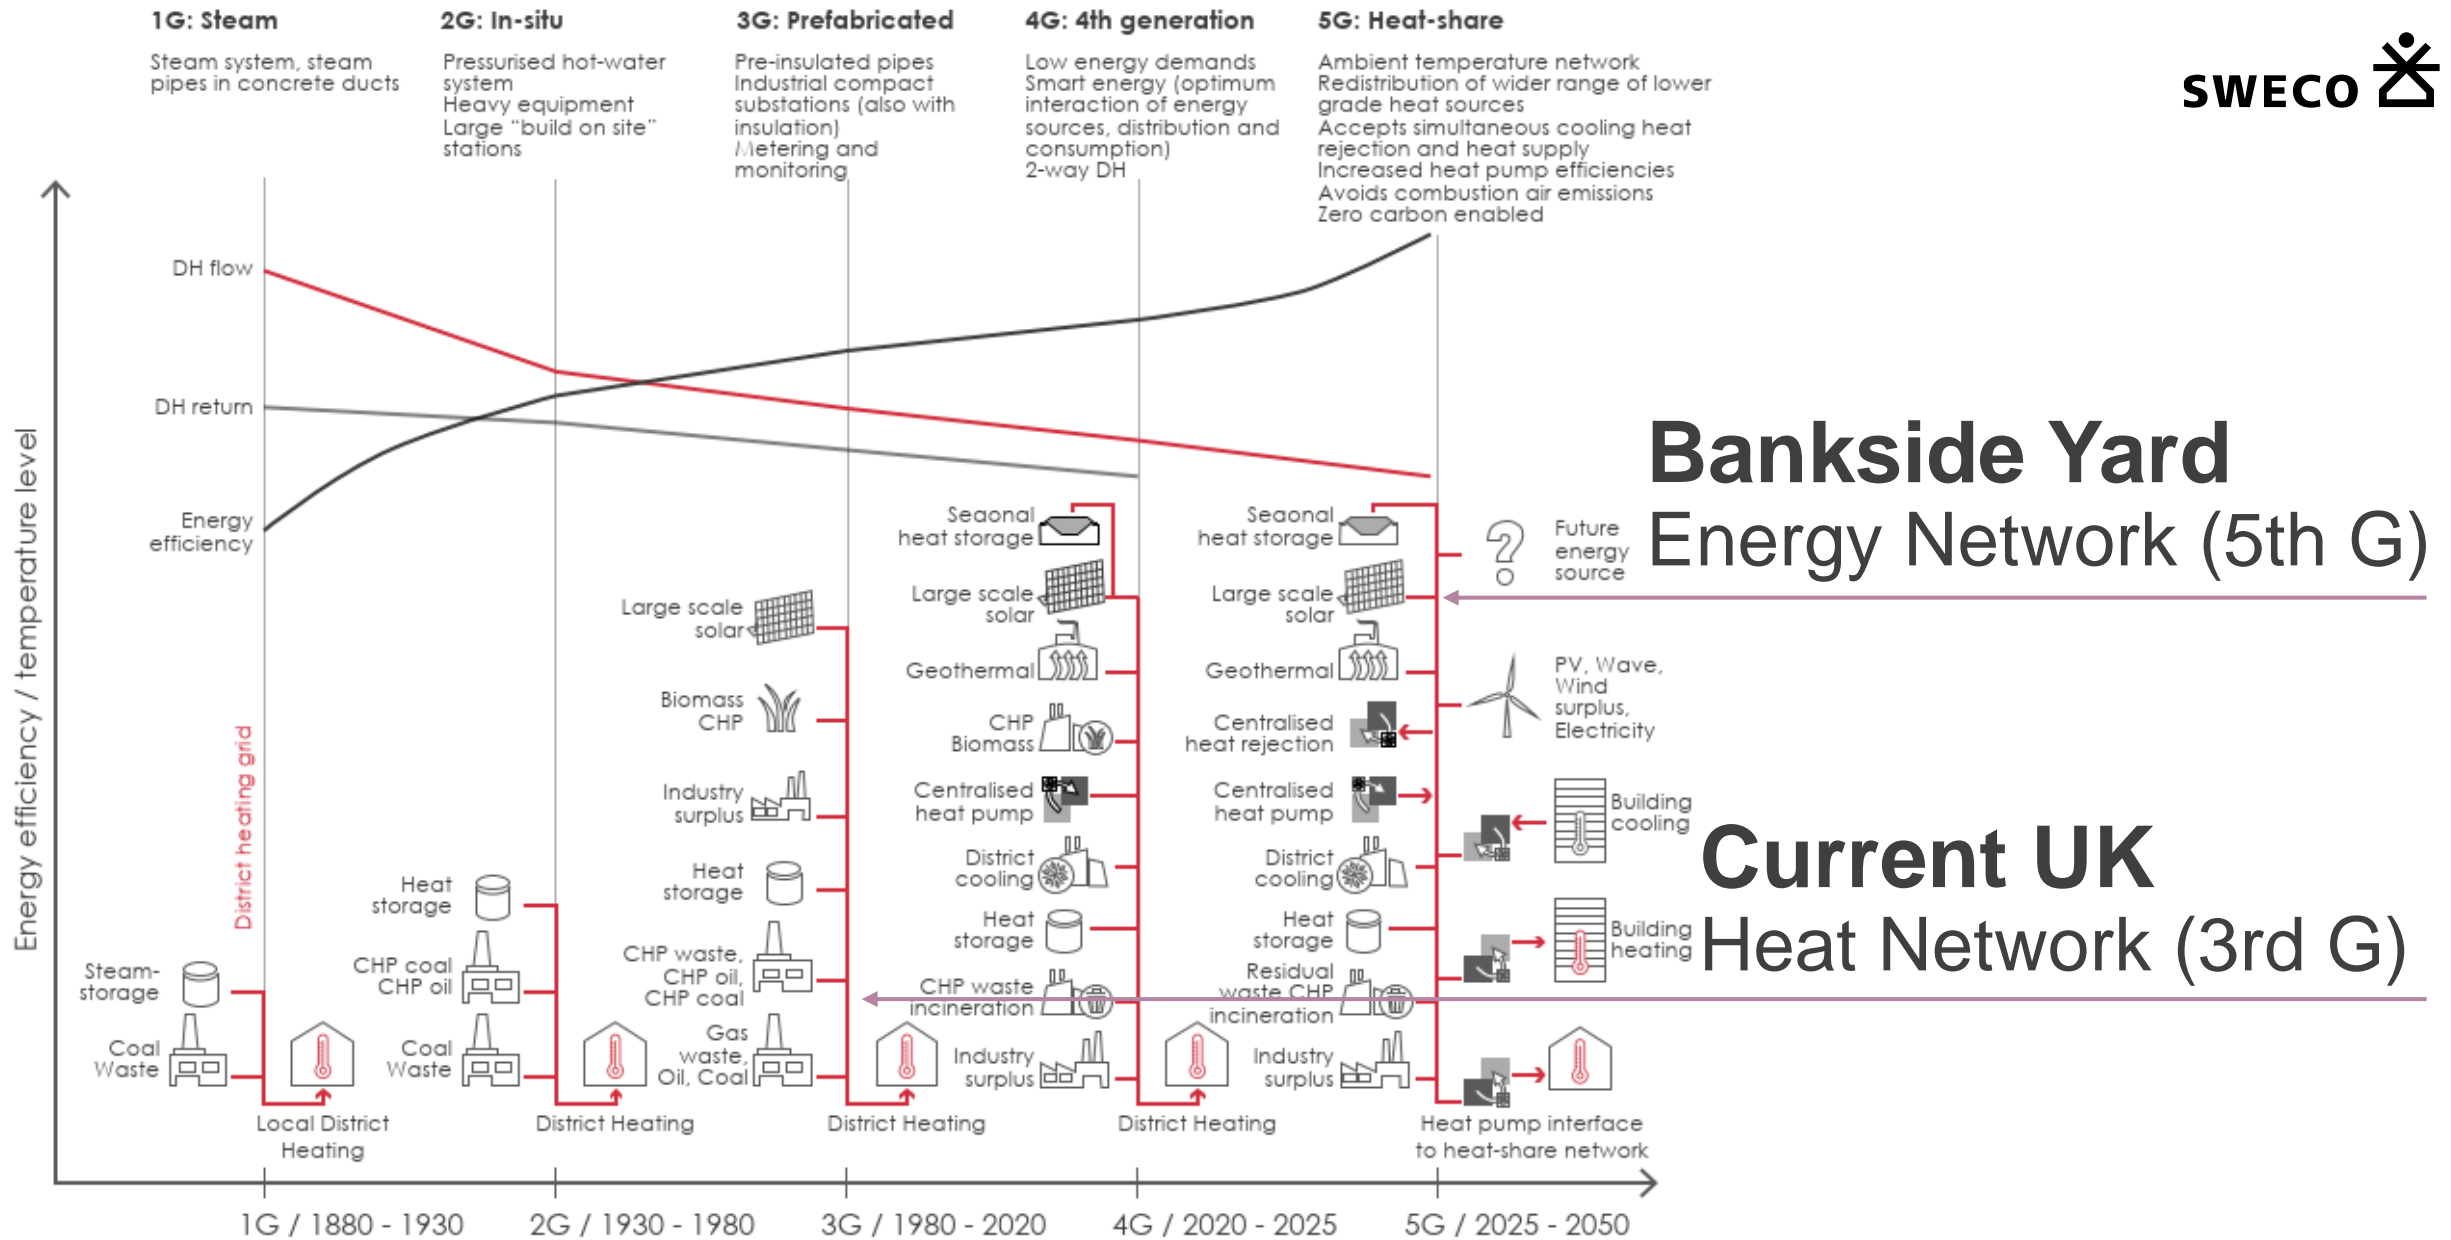 1G: Steam
Steam system, steam
pipes in concrete ducts
2G: In-situ
Pressurised hot-water
system
Heavy equipment
Large “build on site”
stations
3G: Prefabricated
Pre-insulated pipes
Industrial compact
substations (also with
insulation)
Metering and
monitoring
4G: 4th generation
Low energy demands
Smart energy (optimum
interaction of energy
sources, distribution and
consumption)
2-way DH
5G: Heat-share
Ambient temperature network
Redistribution of wider range of lower
grade heat sources
Accepts simultaneous cooling heat
rejection and heat supply
Increased heat pump efficiencies
Avoids combustion air emissions
Zero carbon enabled
SWECO
Energy efficiency / temperature level
DH flow
DH return
Energy
efficiency
District heating grid
Steam-
storage
Coal
Waste
Local District
Heating
Heat
storage
CHP coal
CHP oil
Coal
Waste
District Heating
Large scale
solar
Biomass
CHP
Industry
surplus
Heat
storage
CHP waste,
CHP oil,
CHP coal
Gas
waste,
Oil, Coal
District Heating
Seaonal
heat storage
Large scale
solar
Geothermal
CHP
Biomass
Centralised
heat pump
District
cooling
Heat
storage
CHP waste
incineration
Industry
surplus
District Heating
Seaonal
heat storage
Large scale
solar
Geothermal
Centralised
heat rejection
Centralised
heat pump
District
cooling
Heat
storage
Residual
waste CHP
incineration
Industry
surplus
?
Future
energy
source
PV, Wave,
Wind
surplus,
Electricity
Building
cooling
Building
heating
Heat pump interface
to heat-share network
Bankside Yard
Energy Network (5th G)
Current UK
Heat Network (3rd G)
1G / 1880 - 1930
2G / 1930 - 1980
3G / 1980 - 2020
4G / 2020 - 2025
5G / 2025 - 2050